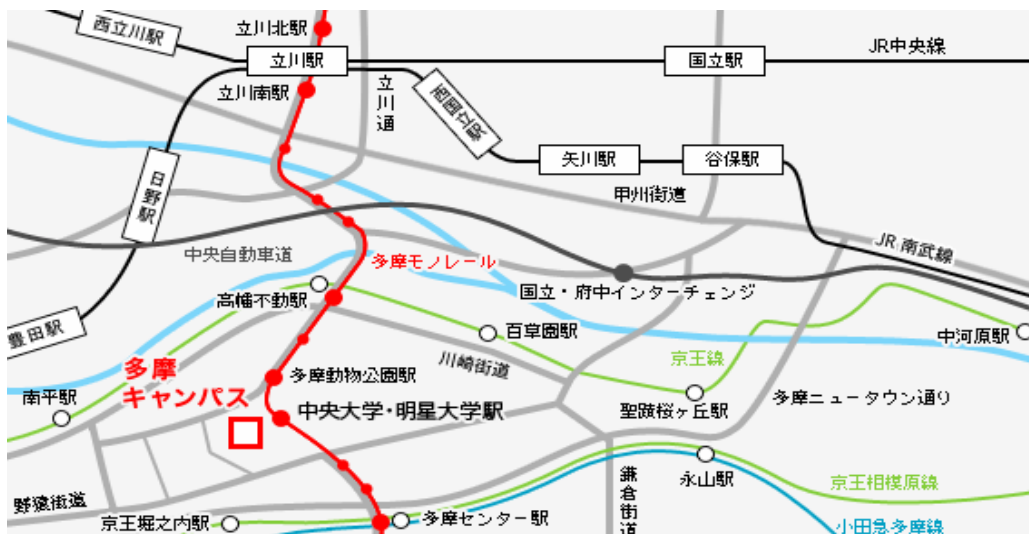 立川北駅
西立川駅
JR中央線
立川駅
国立駅
立川南駅
立川通
西国立駅
矢川駅
谷保駅
日野駅
甲州街道
JR 南武線
中央自動車道
多摩モノレール
国立・府中インターチェンジ
高幡不動駅
豊田駅
百草園駅
中河原駅
川崎街道
京王線
多摩
キャンパス
多摩動物公園駅
南平駅
中央大学・明星大学駅
聖蹟桜ヶ丘駅
多摩ニュータウン通り
永山駅
鎌倉街道
京王相模原線
野猿街道
京王堀之内駅
多摩センター駅
小田急多摩線